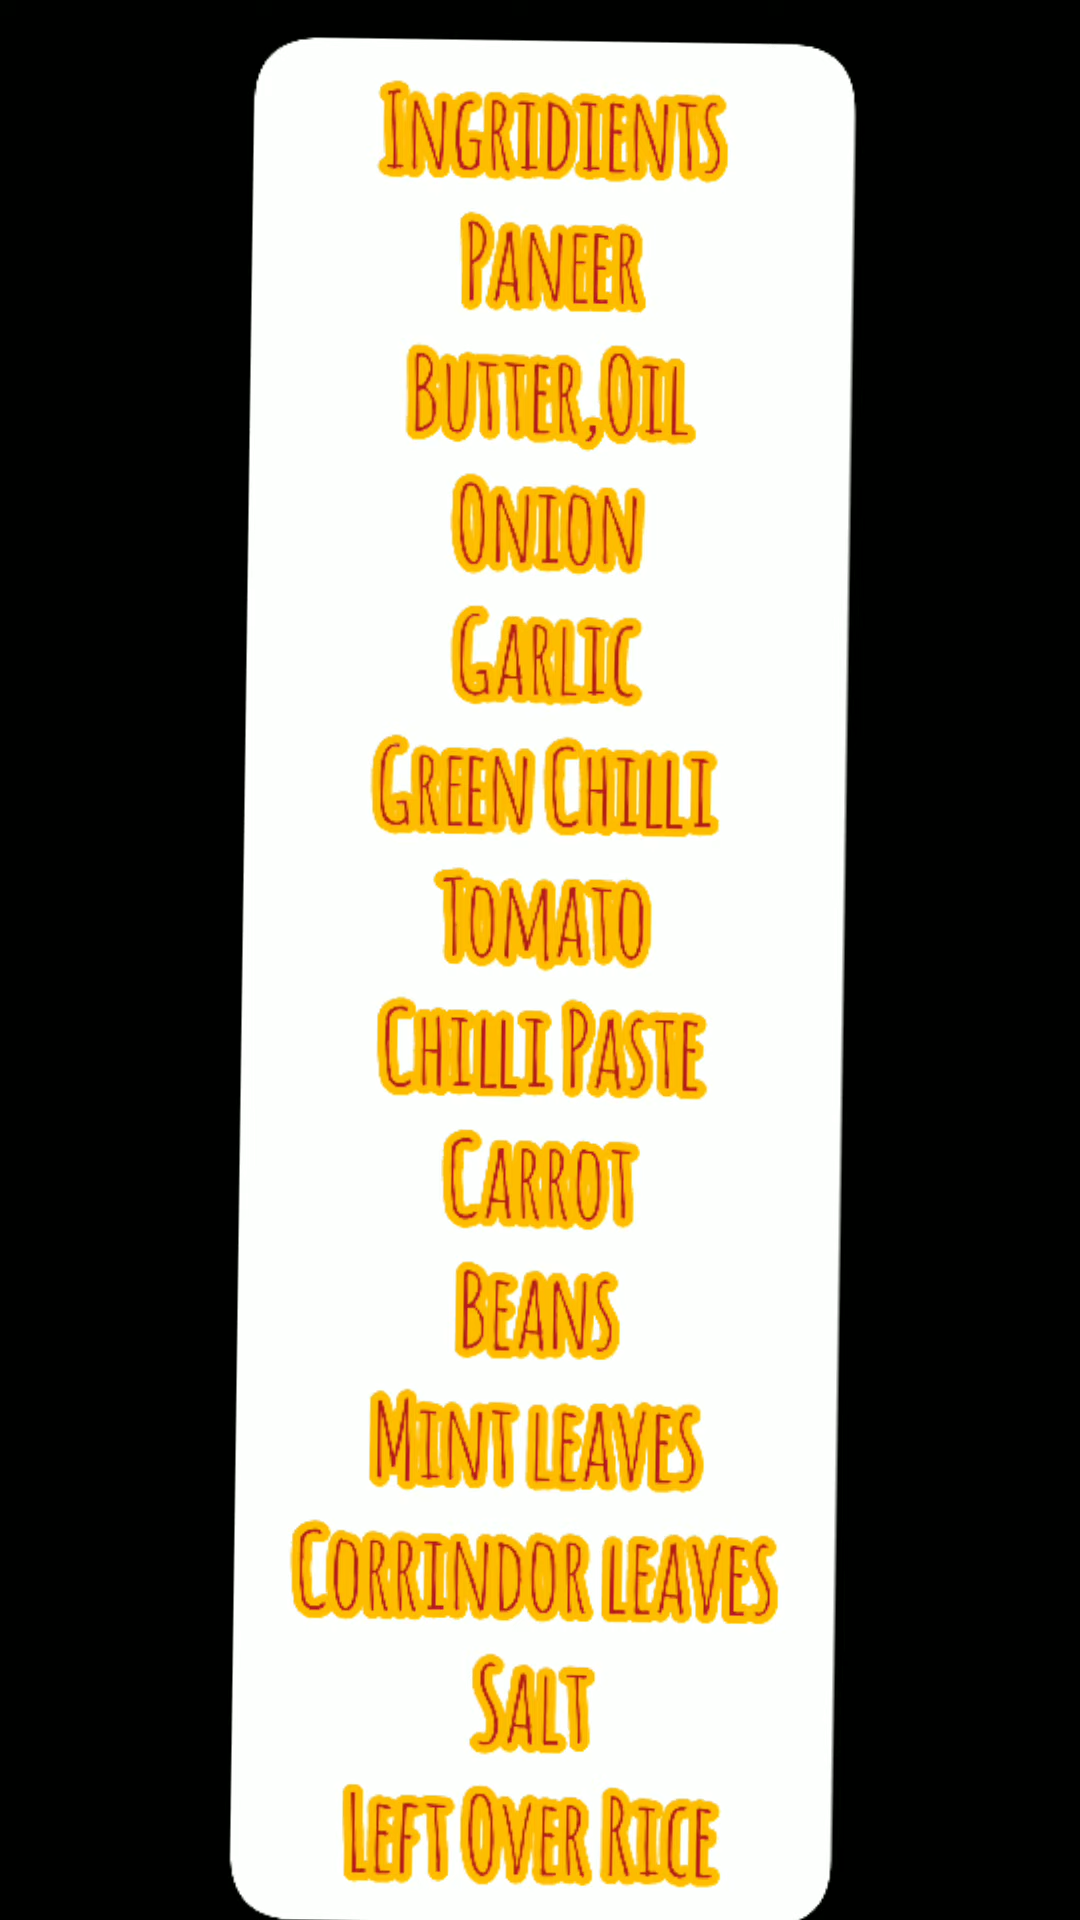 Ingridients
Paneer
Butter,Oil
Onion
Garlic
Green Chilli
Tomato
Chilli Paste
Carrot
Beans
Mint leaves
Corrindor leaves
Salt
Left Over Rice